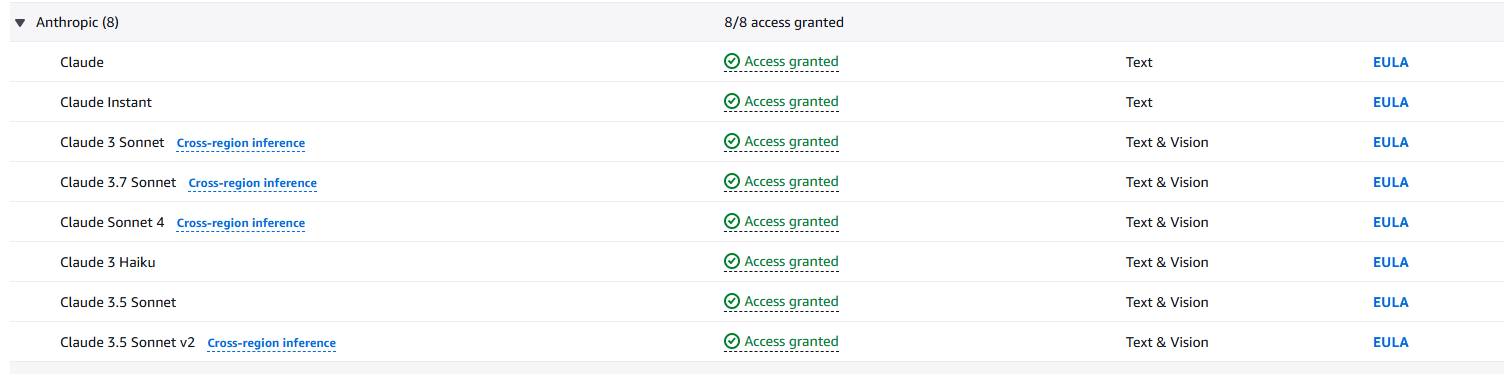 Anthropic (8) 8/8 access granted
Claude Access granted Text EULA
Claude Instant Access granted Text EULA
Claude 3 Sonnet Cross-region inference Access granted Text & Vision EULA
Claude 3.7 Sonnet Cross-region inference Access granted Text & Vision EULA
Claude Sonnet 4 Cross-region inference Access granted Text & Vision EULA
Claude 3 Haiku Access granted Text & Vision EULA
Claude 3.5 Sonnet Access granted Text & Vision EULA
Claude 3.5 Sonnet v2 Cross-region inference Access granted Text & Vision EULA